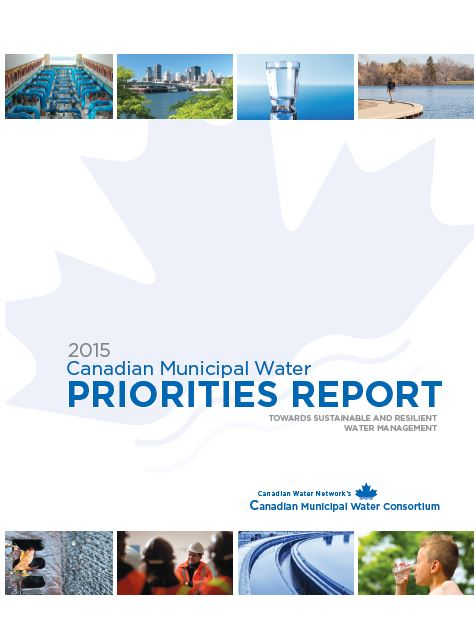 2015
Canadian Municipal Water
PRIORITIES REPORT
TOWARDS SUSTAINABLE AND RESILIENT
WATER MANAGEMENT
Canadian Water Network's
Canadian Municipal Water Consortium